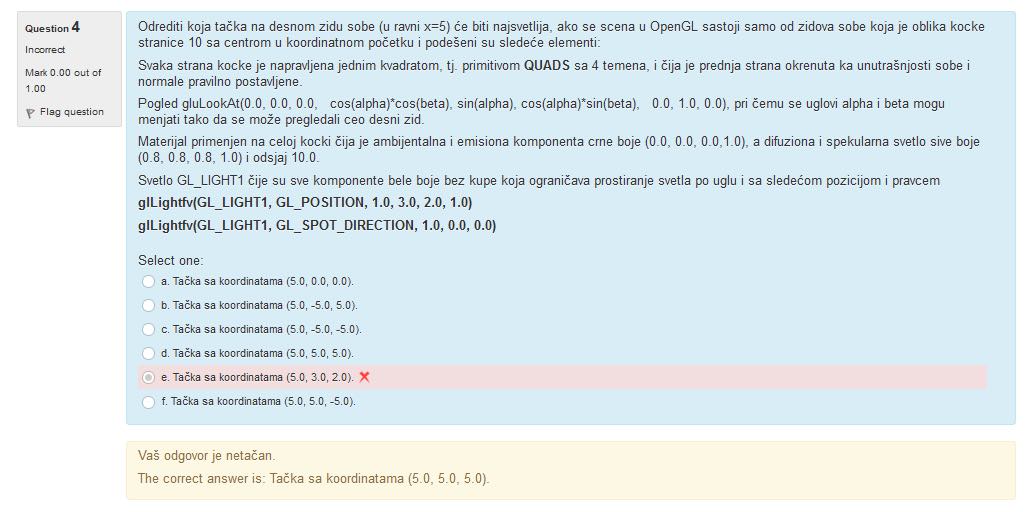 Question 4
Incorrect
Mark 0.00 out of
1.00
Flag question
Odrediti koja tačka na desnom zidu sobe (u ravni x=5) će biti najsvetlija, ako se scena u OpenGL sastoji samo od zidova sobe koja je oblika kocke
stranice 10 sa centrom u koordinatnom početku i podešeni su sledeće elementi:
Svaka strana kocke je napravljena jednim kvadratom, tj. primitivom QUADS sa 4 temena, i čija je prednja strana okrenuta ka unutrašnjosti sobe i
normale pravilno postavljene.
Pogled gluLookAt(0.0, 0.0, 0.0, cos(alpha)*cos(beta), sin(alpha), cos(alpha)*sin(beta), 0.0, 1.0, 0.0), pri čemu se uglovi alpha i beta mogu
menjati tako da se može pregledali ceo desni zid.
Materijal primenjen na celoj kocki čija je ambijentalna i emisiona komponenta crne boje (0.0, 0.0, 0.0,1.0), a difuziona i spekularna svetlo sive boje
(0.8, 0.8, 0.8, 1.0) i odsjaj 10.0.
Svetlo GL_LIGHT1 čije su sve komponente bele boje bez kupe koja ograničava prostiranje svetla po uglu i sa sledećom pozicijom i pravcem
glLightfv(GL_LIGHT1, GL_POSITION, 1.0, 3.0, 2.0, 1.0)
glLightfv(GL_LIGHT1, GL_SPOT_DIRECTION, 1.0, 0.0, 0.0)
Select one:
a. Tačka sa koordinatama (5.0, 0.0, 0.0).
b. Tačka sa koordinatama (5.0, -5.0, 5.0).
c. Tačka sa koordinatama (5.0, -5.0, -5.0).
d. Tačka sa koordinatama (5.0, 5.0, 5.0).
e. Tačka sa koordinatama (5.0, 3.0, 2.0).
f. Tačka sa koordinatama (5.0, 5.0, -5.0).
Vaš odgovor je netačan.
The correct answer is: Tačka sa koordinatama (5.0, 5.0, 5.0).